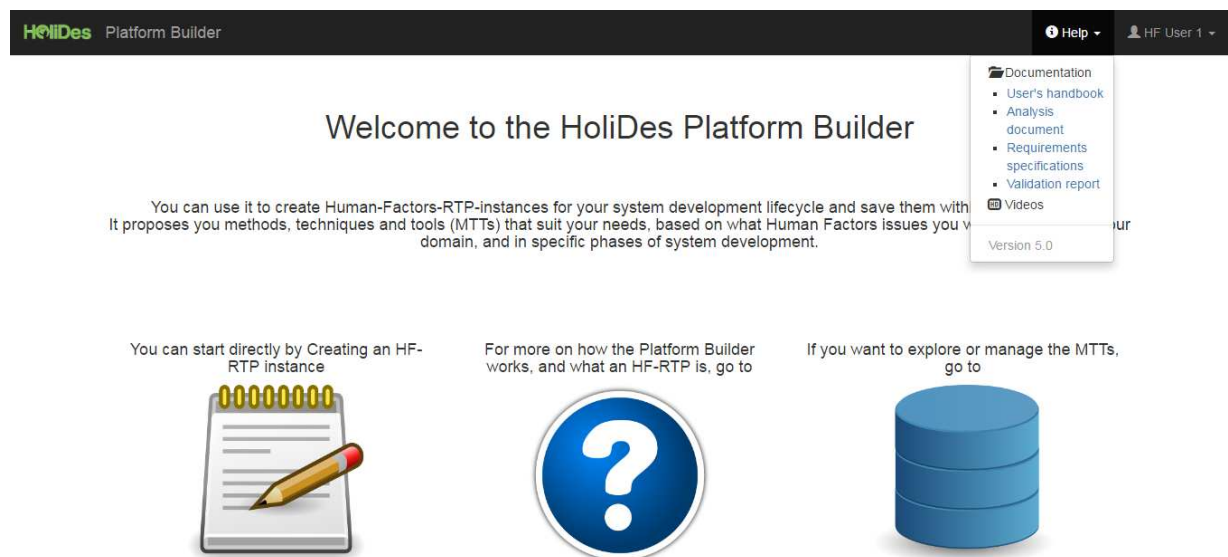 HoliDes Platform Builder
Help
HF User 1
Documentation
User's handbook
Analysis
document
Requirements
specifications
Validation report
HD Videos
Version 5.0
Welcome to the HoliDes Platform Builder
You can use it to create Human-Factors-RTP-instances for your system development lifecycle and save them with
It proposes you methods, techniques and tools (MTTs) that suit your needs, based on what Human Factors issues you ur
domain, and in specific phases of system development.
You can start directly by Creating an HF-
RTP instance
For more on how the Platform Builder
works, and what an HF-RTP is, go to
If you want to explore or manage the MTTs,
go to
?